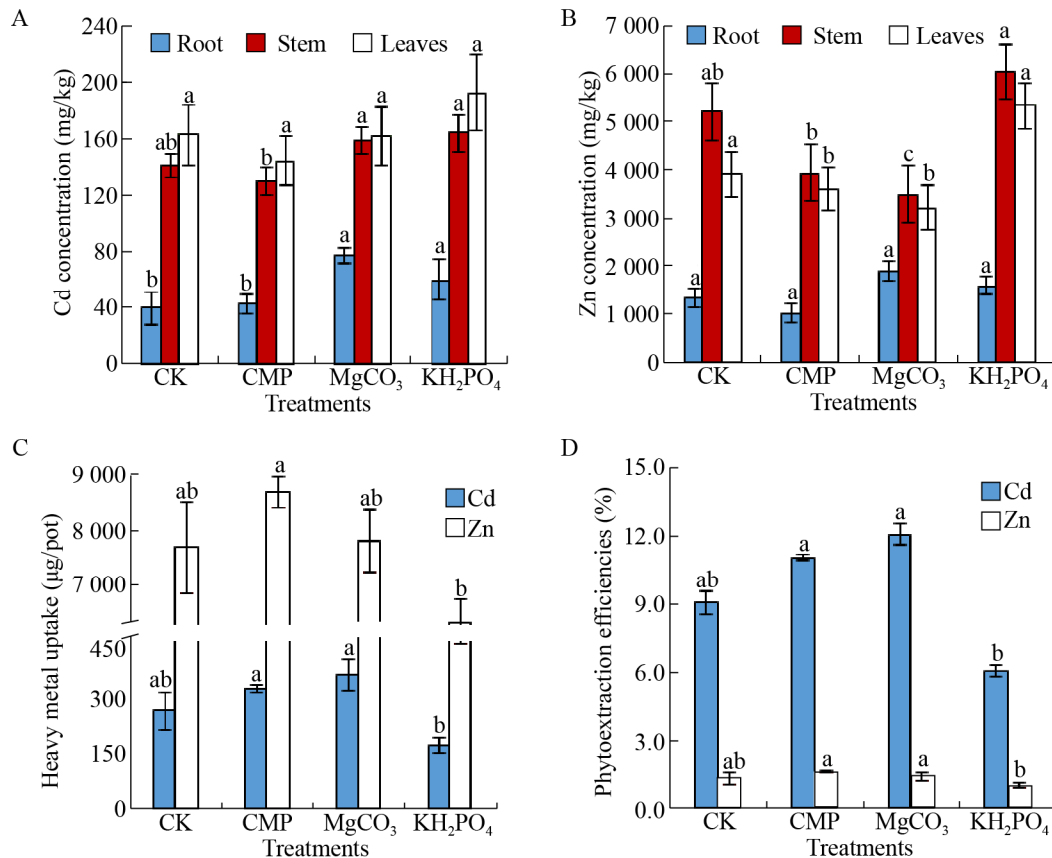 A
240
200
160
120
80
40
0
Cd concentration (mg/kg)
Root Stem Leaves
b ab a
b b a
a a a
a a a
CK CMP MgCO₃ KH₂PO₄
Treatments
B
7 000
6 000
5 000
4 000
3 000
2 000
1 000
0
Zn concentration (mg/kg)
Root Stem Leaves
a ab a
a b b
a c b
a a a
CK CMP MgCO₃ KH₂PO₄
Treatments
C
9 000
8 000
7 000
450
300
150
0
Heavy metal uptake (μg/pot)
Cd
Zn
ab ab
a a
a ab
b b
CK CMP MgCO₃ KH₂PO₄
Treatments
D
15.0
12.0
9.0
6.0
3.0
0.0
Phytoextraction efficiencies (%)
Cd
Zn
ab ab
a a
a a
b b
CK CMP MgCO₃ KH₂PO₄
Treatments